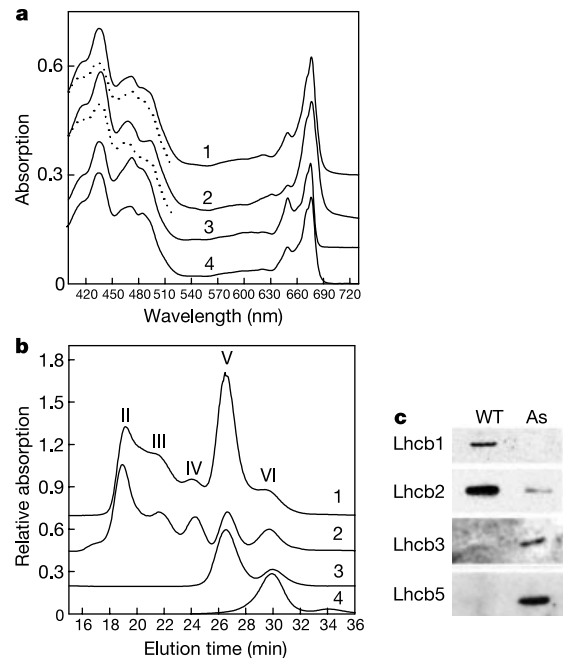 a
0.6
0.3
0
Absorption
1
2
3
4
420 450 480 510 540 570 600 630 660 690 720
Wavelength (nm)
b
1.8
1.5
1.2
0.9
0.6
0.3
0
Relative absorption
II
III
IV
V
VI
1
2
3
4
16 18 20 22 24 26 28 30 32 34 36
Elution time (min)
c
WT As
Lhcb1
Lhcb2
Lhcb3
Lhcb5